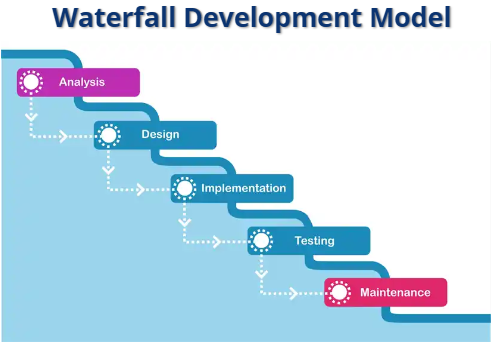 Waterfall Development Model
Analysis
Design
Implementation
Testing
Maintenance